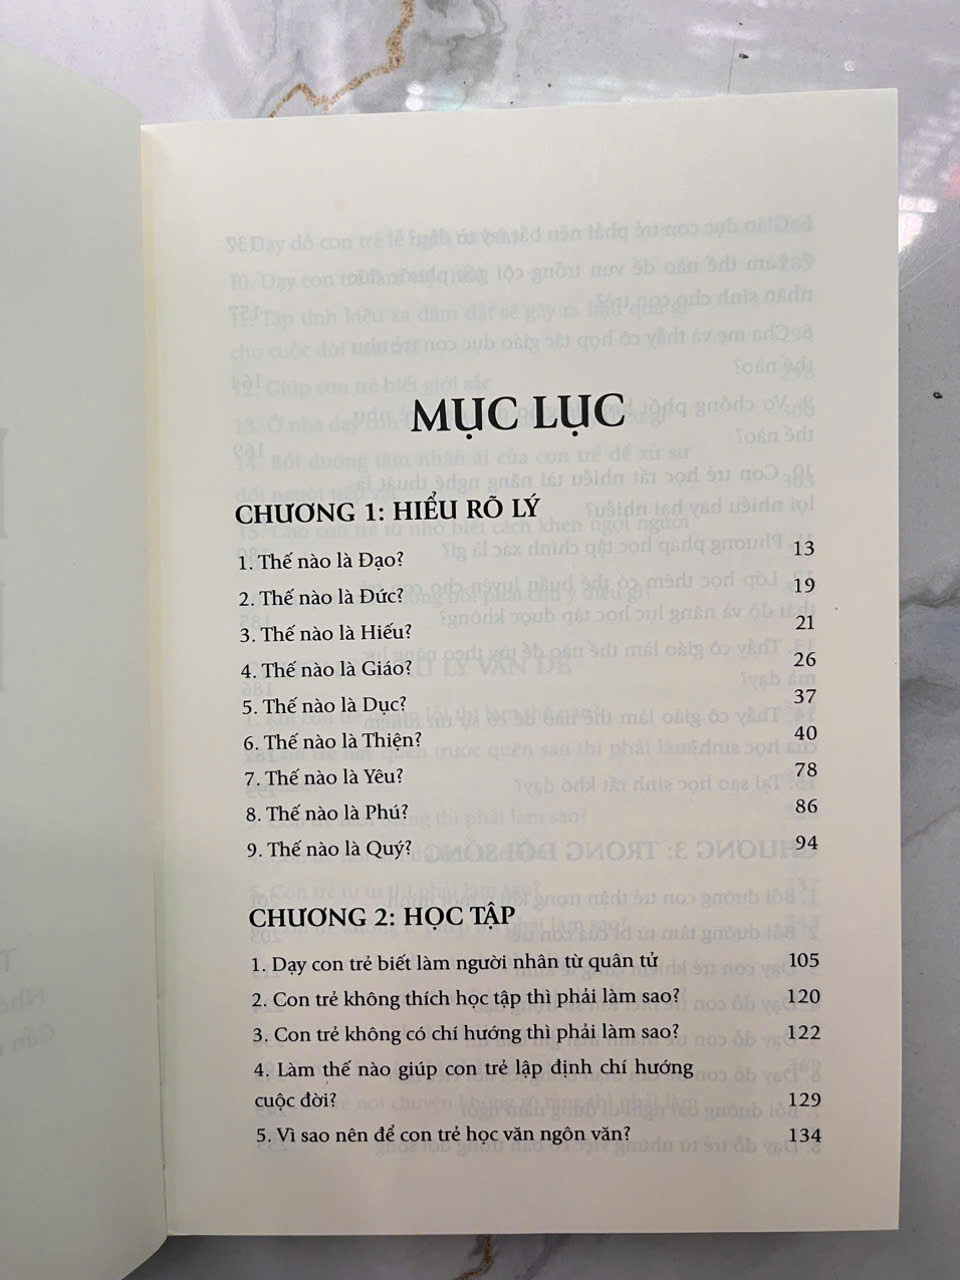 MỤC LỤC
CHƯƠNG 1: HIỂU RÕ LÝ
1. Thế nào là Đạo? 13
2. Thế nào là Đức? 19
3. Thế nào là Hiếu? 21
4. Thế nào là Giáo? 26
5. Thế nào là Dục? 37
6. Thế nào là Thiện? 40
7. Thế nào là Yêu? 78
8. Thế nào là Phú? 86
9. Thế nào là Quý? 94
CHƯƠNG 2: HỌC TẬP
1. Dạy con trẻ biết làm người nhân từ quân tử 105
2. Con trẻ không thích học tập thì phải làm sao? 120
3. Con trẻ không có chí hướng thì phải làm sao? 122
4. Làm thế nào giúp con trẻ lập định chí hướng
cuộc đời? 129
5. Vì sao nên để con trẻ học văn ngôn văn? 134